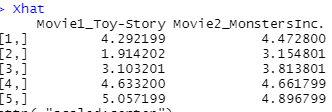 > Xhat
Movie1_Toy-Story Movie2_MonstersInc.
[1,] 4.292199 4.472800
[2,] 1.914202 3.154801
[3,] 3.103201 3.813801
[4,] 4.633200 4.661799
[5,] 5.057199 4.896799